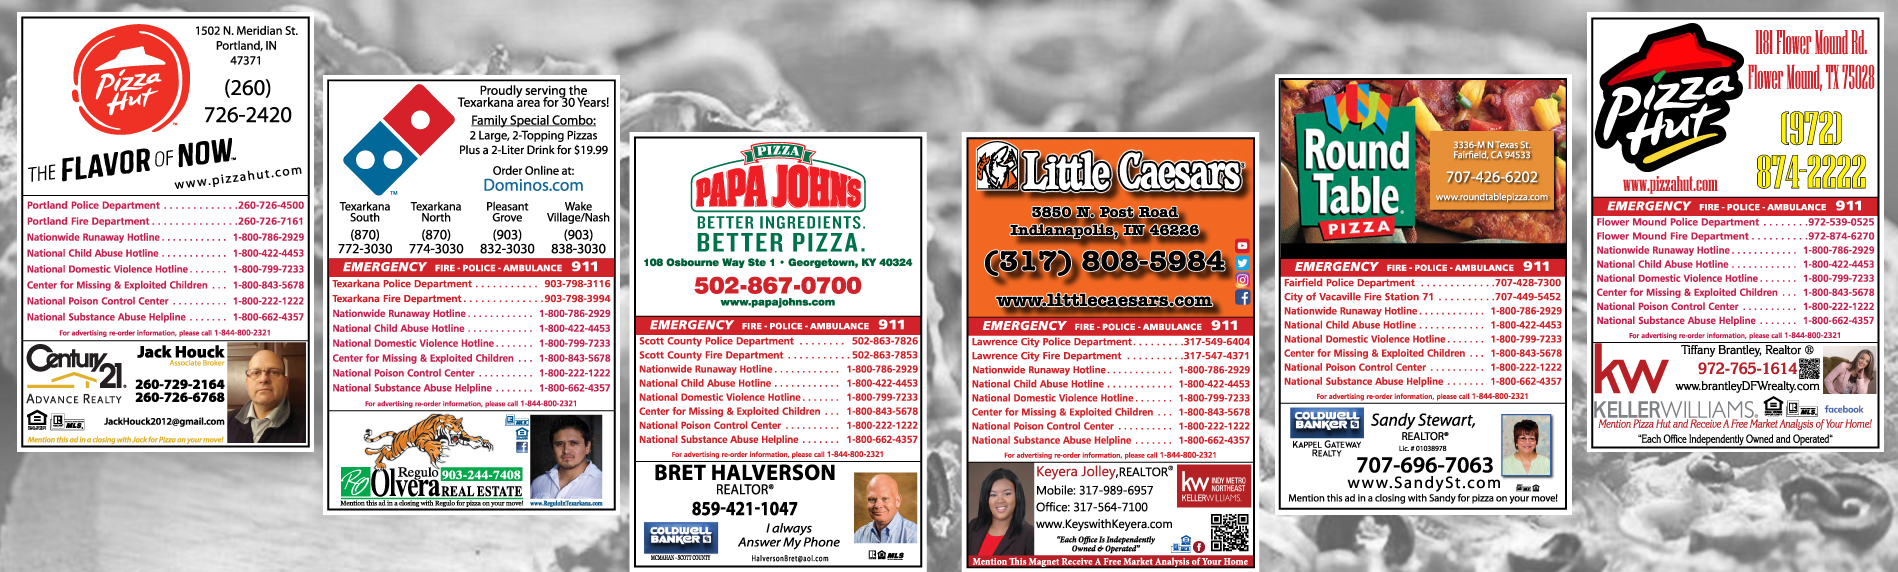 Pizza
Hut
1502 N. Meridian St.
Portland, IN
47371
(260)
726-2420
THE FLAVOR OF NOW.™
www.pizzahut.com
Portland Police Department . . . . . . . . . . . . .260-726-4500
Portland Fire Department . . . . . . . . . . . . . . .260-726-7161
Nationwide Runaway Hotline . . . . . . . . . . . . 1-800-786-2929
National Child Abuse Hotline . . . . . . . . . . . . 1-800-422-4453
National Domestic Violence Hotline . . . . . . . 1-800-799-7233
Center for Missing & Exploited Children . . . 1-800-843-5678
National Poison Control Center . . . . . . . . . . 1-800-222-1222
National Substance Abuse Helpline . . . . . . . 1-800-662-4357
For advertising re-order information, please call 1-844-800-2321
Century
21.
ADVANCE REALTY
Jack Houck
Associate Broker
260-729-2164
260-726-6768
MLS
JackHouck2012@gmail.com
Mention this ad in a closing with Jack for Pizza on your move!
Proudly serving the
Texarkana area for 30 Years!
Family Special Combo:
2 Large, 2-Topping Pizzas
Plus a 2-Liter Drink for $19.99
Order Online at:
Dominos.com
™
Texarkana
South
(870)
772-3030
Texarkana
North
(870)
774-3030
Pleasant
Grove
(903)
832-3030
Wake
Village/Nash
(903)
838-3030
EMERGENCY FIRE - POLICE - AMBULANCE 911
Texarkana Police Department . . . . . . . . . . . 903-798-3116
Texarkana Fire Department . . . . . . . . . . . . . . 903-798-3994
Nationwide Runaway Hotline . . . . . . . . . . . . 1-800-786-2929
National Child Abuse Hotline . . . . . . . . . . . . 1-800-422-4453
National Domestic Violence Hotline . . . . . . . 1-800-799-7233
Center for Missing & Exploited Children . . . 1-800-843-5678
National Poison Control Center . . . . . . . . . . 1-800-222-1222
National Substance Abuse Helpline . . . . . . . 1-800-662-4357
For advertising re-order information, please call 1-844-800-2321
RO
Regulo
Olvera
903-244-7408
REAL ESTATE
Mention this ad in a closing with Regulo for pizza on your move!
www.ReguloInTexarkana.com
PIZZA
PAPA JOHN'S
BETTER INGREDIENTS.
BETTER PIZZA.
108 Osbourne Way Ste 1 • Georgetown, KY 40324
502-867-0700
www.papajohns.com
EMERGENCY FIRE - POLICE - AMBULANCE 911
Scott County Police Department . . . . . . . . 502-863-7826
Scott County Fire Department . . . . . . . . . . 502-863-7853
Nationwide Runaway Hotline . . . . . . . . . . . . 1-800-786-2929
National Child Abuse Hotline . . . . . . . . . . . . 1-800-422-4453
National Domestic Violence Hotline . . . . . . . 1-800-799-7233
Center for Missing & Exploited Children . . . 1-800-843-5678
National Poison Control Center . . . . . . . . . . 1-800-222-1222
National Substance Abuse Helpline . . . . . . . 1-800-662-4357
For advertising re-order information, please call 1-844-800-2321
BRET HALVERSON
REALTOR®
859-421-1047
COLDWELL
BANKER
MCMAHAN - SCOTT COUNTY
I always
Answer My Phone
HalversonBret@aol.com
MLS
Little Caesars
3850 N. Post Road
Indianapolis, IN 46226
(317) 808-5984
www.littlecaesars.com
EMERGENCY FIRE - POLICE - AMBULANCE 911
Lawrence City Police Department . . . . . . . . .317-549-6404
Lawrence City Fire Department . . . . . . . . . .317-547-4371
Nationwide Runaway Hotline . . . . . . . . . . . . 1-800-786-2929
National Child Abuse Hotline . . . . . . . . . . . . 1-800-422-4453
National Domestic Violence Hotline . . . . . . . 1-800-799-7233
Center for Missing & Exploited Children . . . 1-800-843-5678
National Poison Control Center . . . . . . . . . . 1-800-222-1222
National Substance Abuse Helpline . . . . . . . 1-800-662-4357
For advertising re-order information, please call 1-844-800-2321
Keyera Jolley,REALTOR®
Mobile: 317-989-6957
Office: 317-564-7100
www.KeyswithKeyera.com
kw INDY METRO
NORTHEAST
KELLERWILLIAMS.
"Each Office Is Independently
Owned & Operated"
Mention This Magnet Receive A Free Market Analysis of Your Home
Round
Table
PIZZA
3336-M N Texas St.
Fairfield, CA 94533
707-426-6202
www.roundtablepizza.com
EMERGENCY FIRE - POLICE - AMBULANCE 911
Fairfield Police Department . . . . . . . . . . . .707-428-7300
City of Vacaville Fire Station 71 . . . . . . . . .707-449-5452
Nationwide Runaway Hotline . . . . . . . . . . . . 1-800-786-2929
National Child Abuse Hotline . . . . . . . . . . . . 1-800-422-4453
National Domestic Violence Hotline . . . . . . . 1-800-799-7233
Center for Missing & Exploited Children . . . 1-800-843-5678
National Poison Control Center . . . . . . . . . . 1-800-222-1222
National Substance Abuse Helpline . . . . . . . 1-800-662-4357
For advertising re-order information, please call 1-844-800-2321
COLDWELL
BANKER
KAPPEL GATEWAY
REALTY
Sandy Stewart,
REALTOR®
Lic. # 01038978
707-696-7063
www.SandySt.com
Mention this ad in a closing with Sandy for pizza on your move!
Pizza
Hut
1181 Flower Mound Rd.
Flower Mound, TX 75028
(972)
874-2222
www.pizzahut.com
EMERGENCY FIRE - POLICE - AMBULANCE 911
Flower Mound Police Department . . . . . . . . .972-539-0525
Flower Mound Fire Department . . . . . . . . . .972-874-6270
Nationwide Runaway Hotline . . . . . . . . . . . . 1-800-786-2929
National Child Abuse Hotline . . . . . . . . . . . . 1-800-422-4453
National Domestic Violence Hotline . . . . . . . 1-800-799-7233
Center for Missing & Exploited Children . . . 1-800-843-5678
National Poison Control Center . . . . . . . . . . 1-800-222-1222
National Substance Abuse Helpline . . . . . . . 1-800-662-4357
For advertising re-order information, please call 1-844-800-2321
kw
KELLERWILLIAMS.
Tiffany Brantley, Realtor ®
972-765-1614
www.brantleyDFWrealty.com
MLS
facebook
Mention Pizza Hut and Receive A Free Market Analysis of Your Home!
"Each Office Independently Owned and Operated"